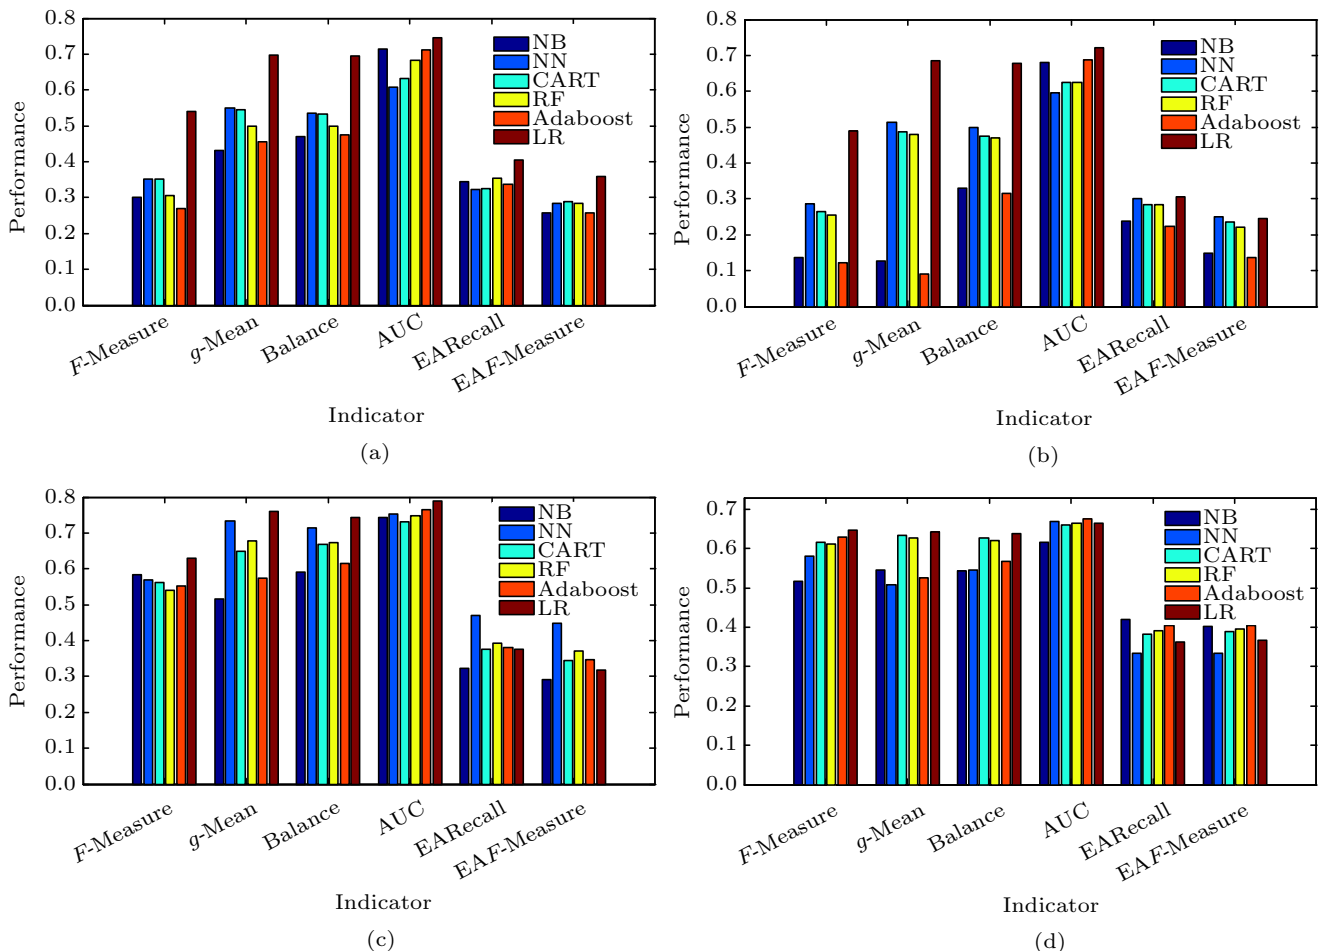 0.8
0.7
0.6
0.5
0.4
0.3
0.2
0.1
0.0
Performance
NB
NN
CART
RF
Adaboost
LR
F-Measure
g-Mean
Balance
AUC
EARecall
EAF-Measure
Indicator
(a)
0.8
0.7
0.6
0.5
0.4
0.3
0.2
0.1
0.0
Performance
NB
NN
CART
RF
Adaboost
LR
F-Measure
g-Mean
Balance
AUC
EARecall
EAF-Measure
Indicator
(b)
0.8
0.7
0.6
0.5
0.4
0.3
0.2
0.1
0.0
Performance
NB
NN
CART
RF
Adaboost
LR
F-Measure
g-Mean
Balance
AUC
EARecall
EAF-Measure
Indicator
(c)
0.7
0.6
0.5
0.4
0.3
0.2
0.1
0.0
Performance
NB
NN
CART
RF
Adaboost
LR
F-Measure
g-Mean
Balance
AUC
EARecall
EAF-Measure
Indicator
(d)